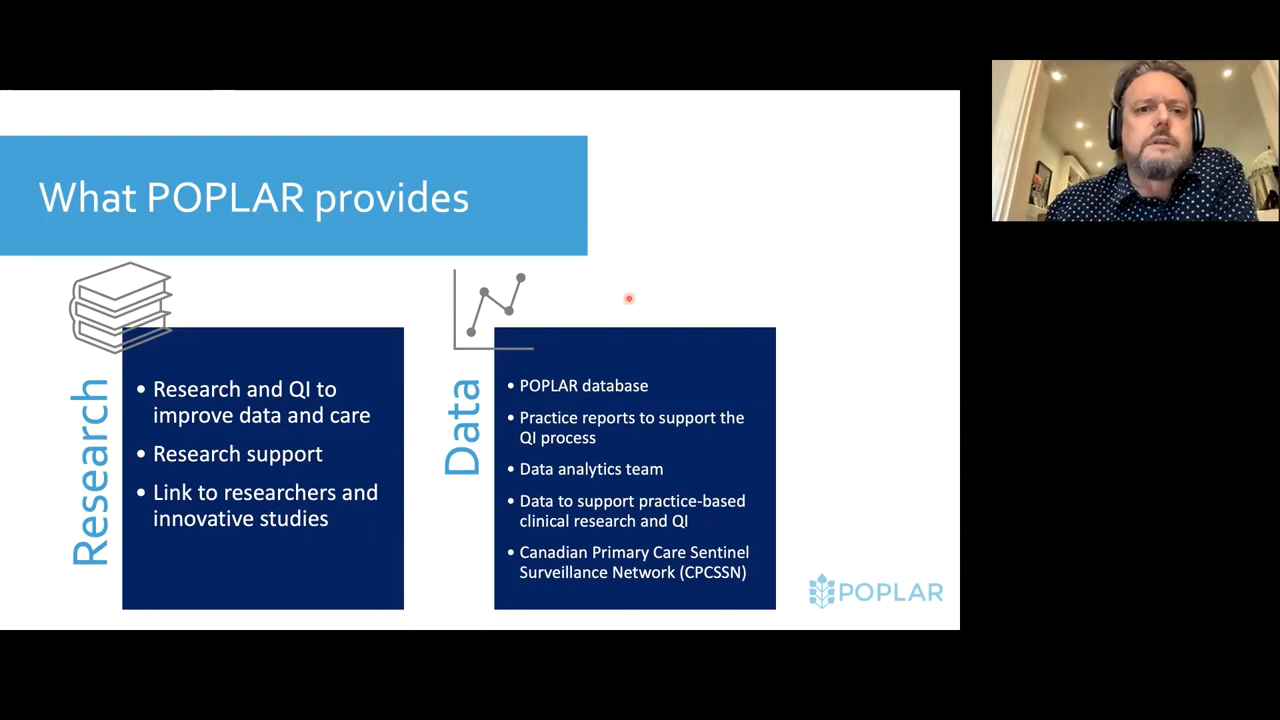 What POPLAR provides
Research
• Research and QI to
improve data and care
• Research support
• Link to researchers and
innovative studies
Data
• POPLAR database
• Practice reports to support the
QI process
• Data analytics team
• Data to support practice-based
clinical research and QI
• Canadian Primary Care Sentinel
Surveillance Network (CPCSSN)
POPLAR